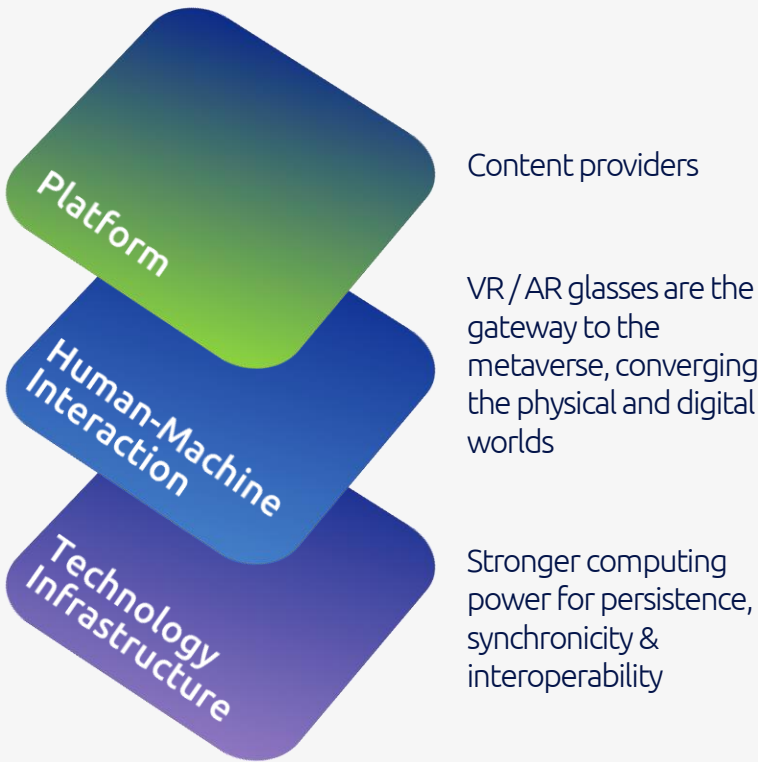 Platform
Content providers
Human-Machine
Interaction
VR / AR glasses are the
gateway to the
metaverse, converging
the physical and digital
worlds
Technology
Infrastructure
Stronger computing
power for persistence,
synchronicity &
interoperability